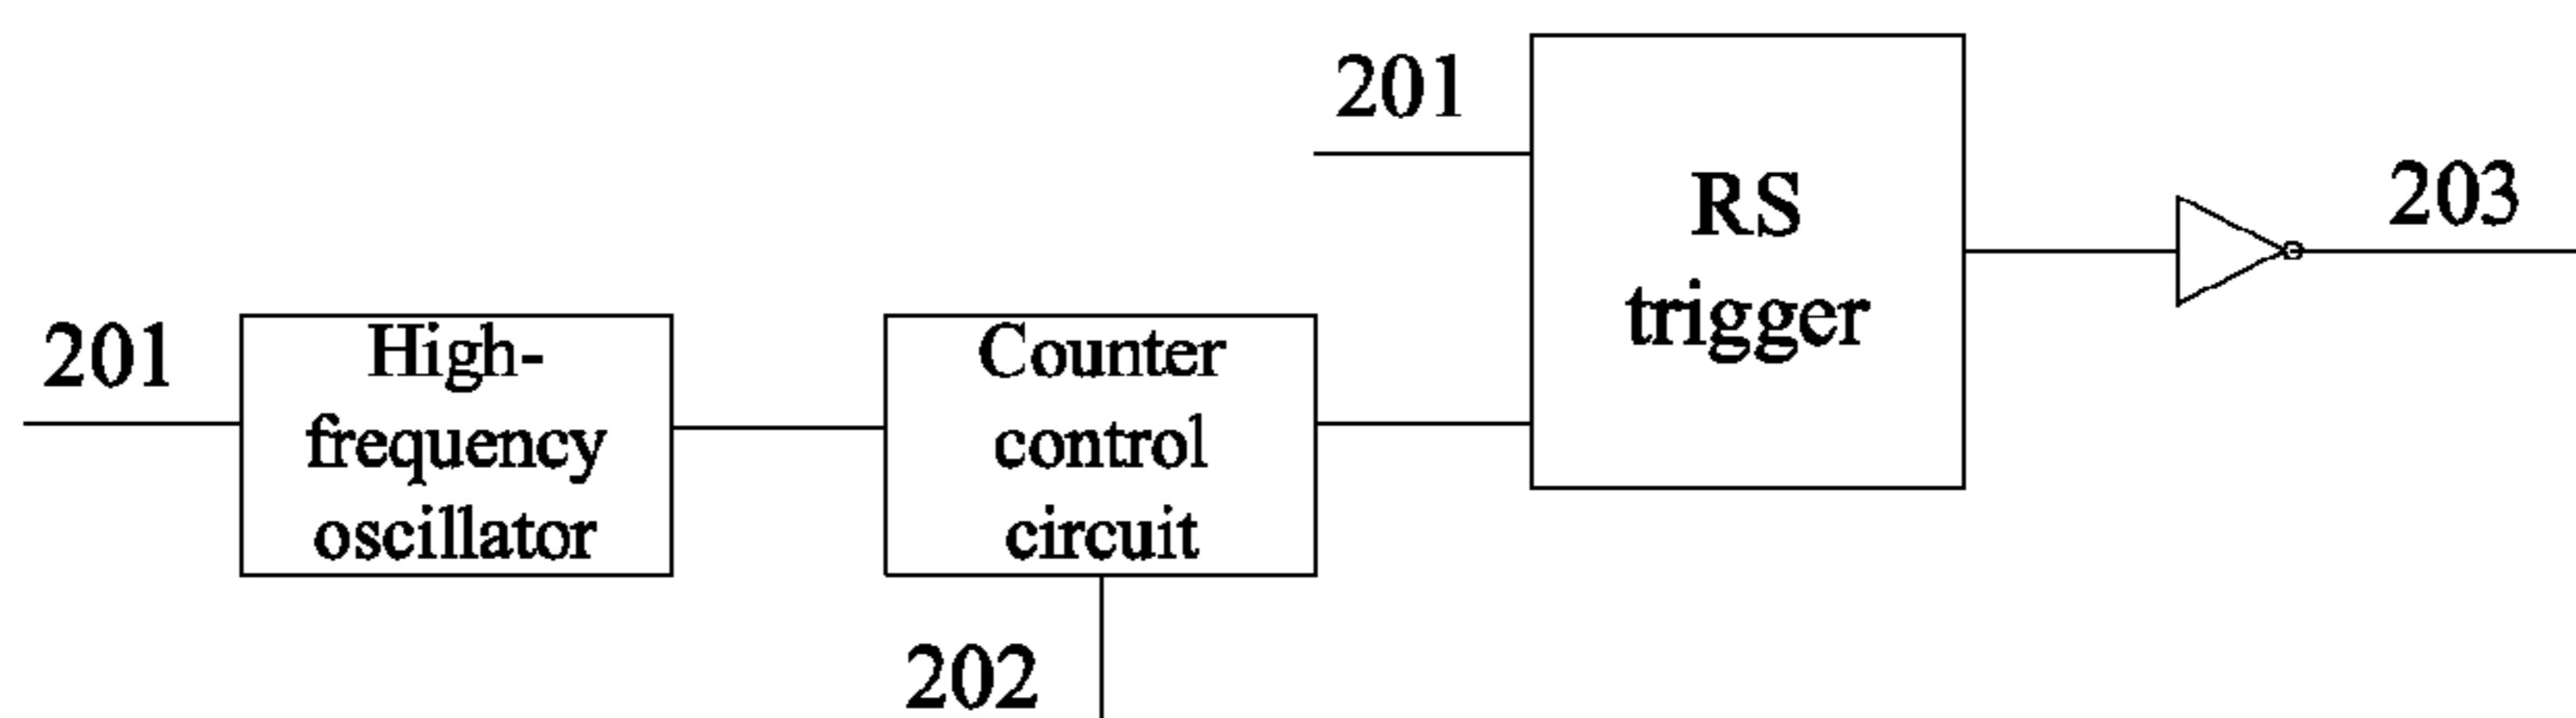 201
RS
trigger
203
201
High-
frequency
oscillator
Counter
control
circuit
202